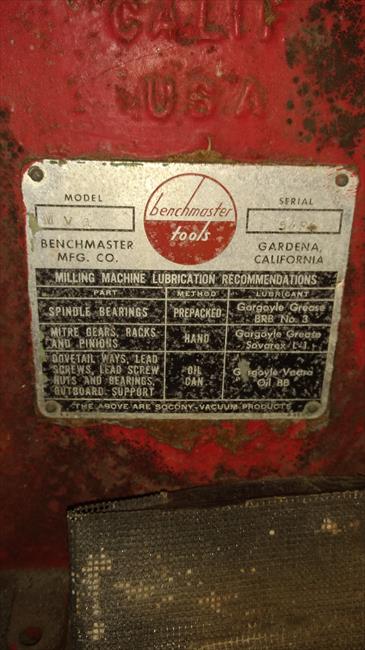 CALIF
USA
MODEL
benchmaster
tools
SERIAL
BENCHMASTER
MFG. CO.
GARDENA,
CALIFORNIA
MILLING MACHINE LUBRICATION RECOMMENDATIONS
PART METHOD LUBRICANT
SPINDLE BEARINGS PREPACKED Gargoyle Grease
BRB No. 3
MITRE GEARS, RACKS
AND PINIONS HAND Gargoyle Grease
Sovarex L-1
DOVETAIL WAYS, LEAD
SCREWS, LEAD SCREW
NUTS AND BEARINGS,
OUTBOARD SUPPORT OIL
CAN Gargoyle Vactra
Oil BB
THE ABOVE ARE SOCONY-VACUUM PRODUCTS